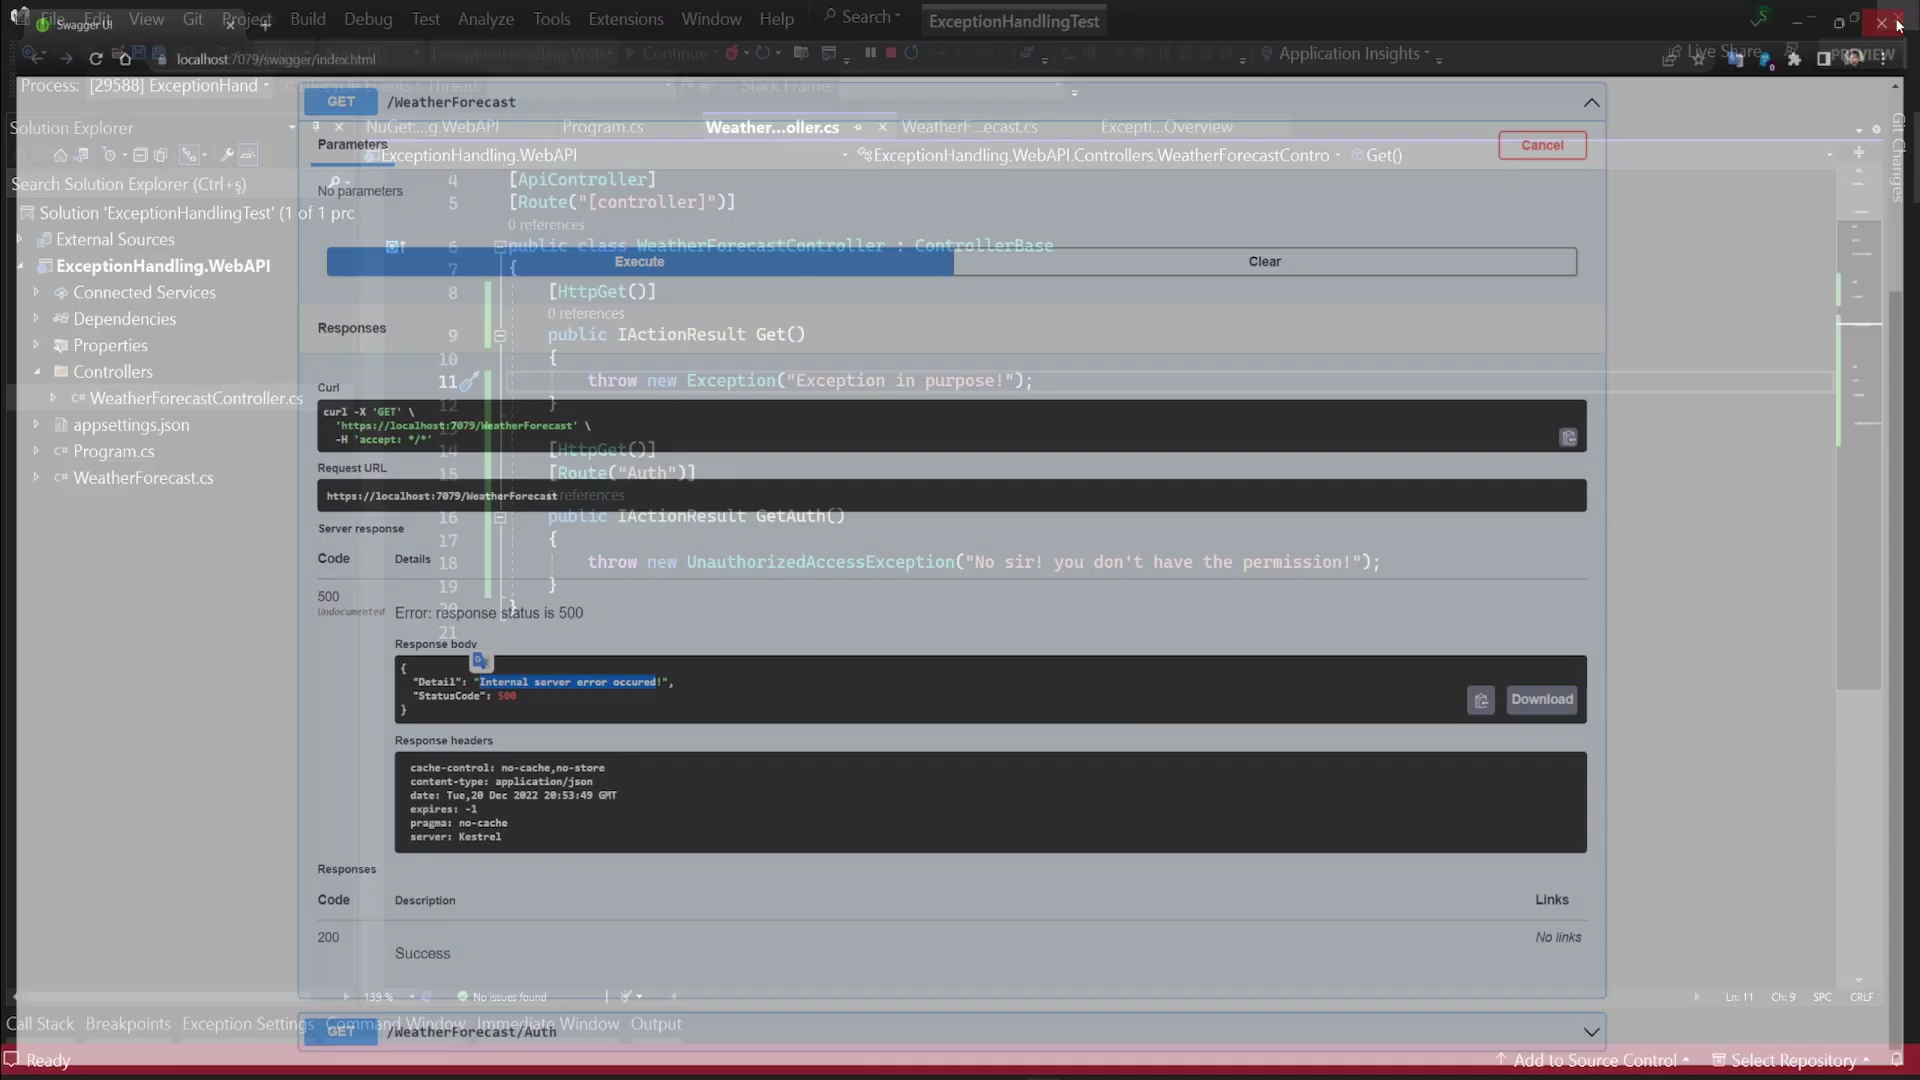 File Edit View Git Project Build Debug Test Analyze Tools Extensions Window Help Search ExceptionHandlingTest
Swagger UI
localhost:7079/swagger/index.html
Continue
Application Insights
Live Share
PREVIEW
Process: [29588] ExceptionHand
Stack Frame:
GET /WeatherForecast
Solution Explorer
NuGet:...g.WebAPI Program.cs Weather...oller.cs WeatherF...ecast.cs Excepti...Overview
Parameters
Cancel
ExceptionHandling.WebAPI ExceptionHandling.WebAPI.Controllers.WeatherForecastContro Get()
Git Changes
Search Solution Explorer (Ctrl+ş)
No parameters
4 [ApiController]
5 [Route("[controller]")]
0 references
6 public class WeatherForecastController : ControllerBase
7 {
8 [HttpGet()]
0 references
9 public IActionResult Get()
10 {
11 throw new Exception("Exception in purpose!");
12 }
14 [HttpGet()]
15 [Route("Auth")]
references
16 public IActionResult GetAuth()
17 {
18 throw new UnauthorizedAccessException("No sir! you don't have the permission!");
19 }
20 }
21
Solution 'ExceptionHandlingTest' (1 of 1 prc
External Sources
ExceptionHandling.WebAPI
Connected Services
Dependencies
Properties
Controllers
WeatherForecastController.cs
appsettings.json
Program.cs
WeatherForecast.cs
Execute
Clear
Responses
Curl
curl -X 'GET' \
'https://localhost:7079/WeatherForecast' \
-H 'accept: */*'
Request URL
https://localhost:7079/WeatherForecast
Server response
Code Details
500
Undocumented
Error: response status is 500
Response body
{
"Detail": "Internal server error occured!",
"StatusCode": 500
}
Download
Response headers
cache-control: no-cache,no-store
content-type: application/json
date: Tue,20 Dec 2022 20:53:49 GMT
expires: -1
pragma: no-cache
server: Kestrel
Responses
Code Description Links
200
Success
No links
139 % No issues found Ln: 11 Ch: 9 SPC CRLF
Call Stack Breakpoints Exception Settings Command Window Immediate Window Output
GET /WeatherForecast/Auth
Ready
Add to Source Control Select Repository